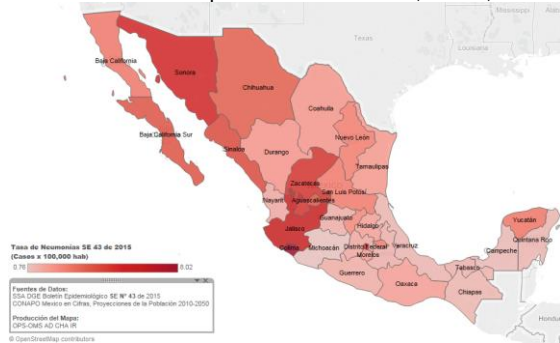 Mississippi
Texas
Louisiana
Baja California
Sonora
Chihuahua
Coahuila
Baja California Sur
Nuevo León
Sinaloa
Durango
Tamaulipas
Zacatecas
San Luis Potosí
Aguascalientes
Nayarit
Guanajuato
Yucatán
Jalisco
Hidalgo
Quintana Roo
Colima
Michoacán
Distrito Federal
Veracruz
Campeche
Morelos
Tabasco
Guerrero
Oaxaca
Chiapas
Tasa de Neumonías SE 43 de 2015
(Casos x 100,000 hab)
0.76 8.02
Fuentes de Datos:
SSA DGE Boletín Epidemiológico SE Nº 43 de 2015
CONAPO Mexico en Cifras, Proyecciones de la Población 2010-2050
Producción del Mapa:
OPS-OMS AD CHA IR
© OpenStreetMap contributors